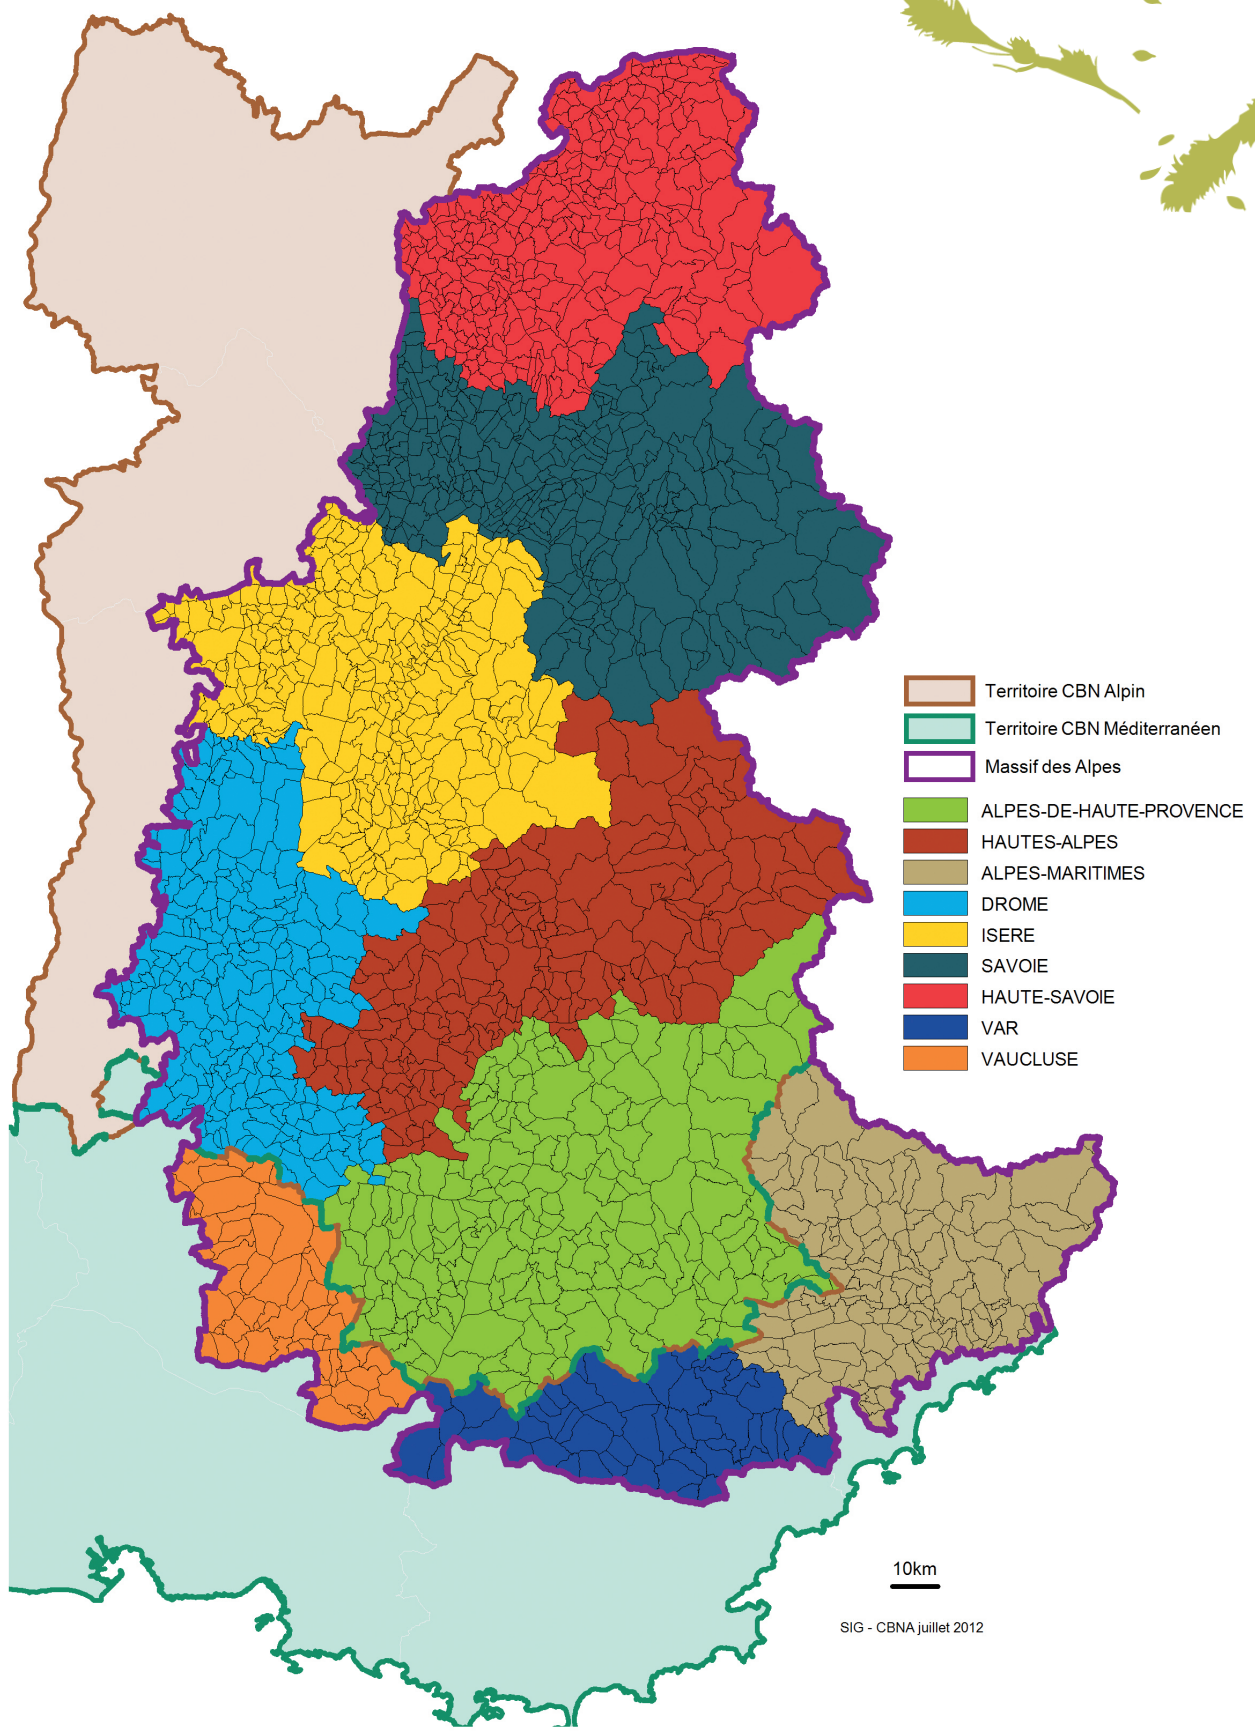 Territoire CBN Alpin
Territoire CBN Méditerranéen
Massif des Alpes
ALPES-DE-HAUTE-PROVENCE
HAUTES-ALPES
ALPES-MARITIMES
DROME
ISERE
SAVOIE
HAUTE-SAVOIE
VAR
VAUCLUSE
10km
SIG - CBNA juillet 2012